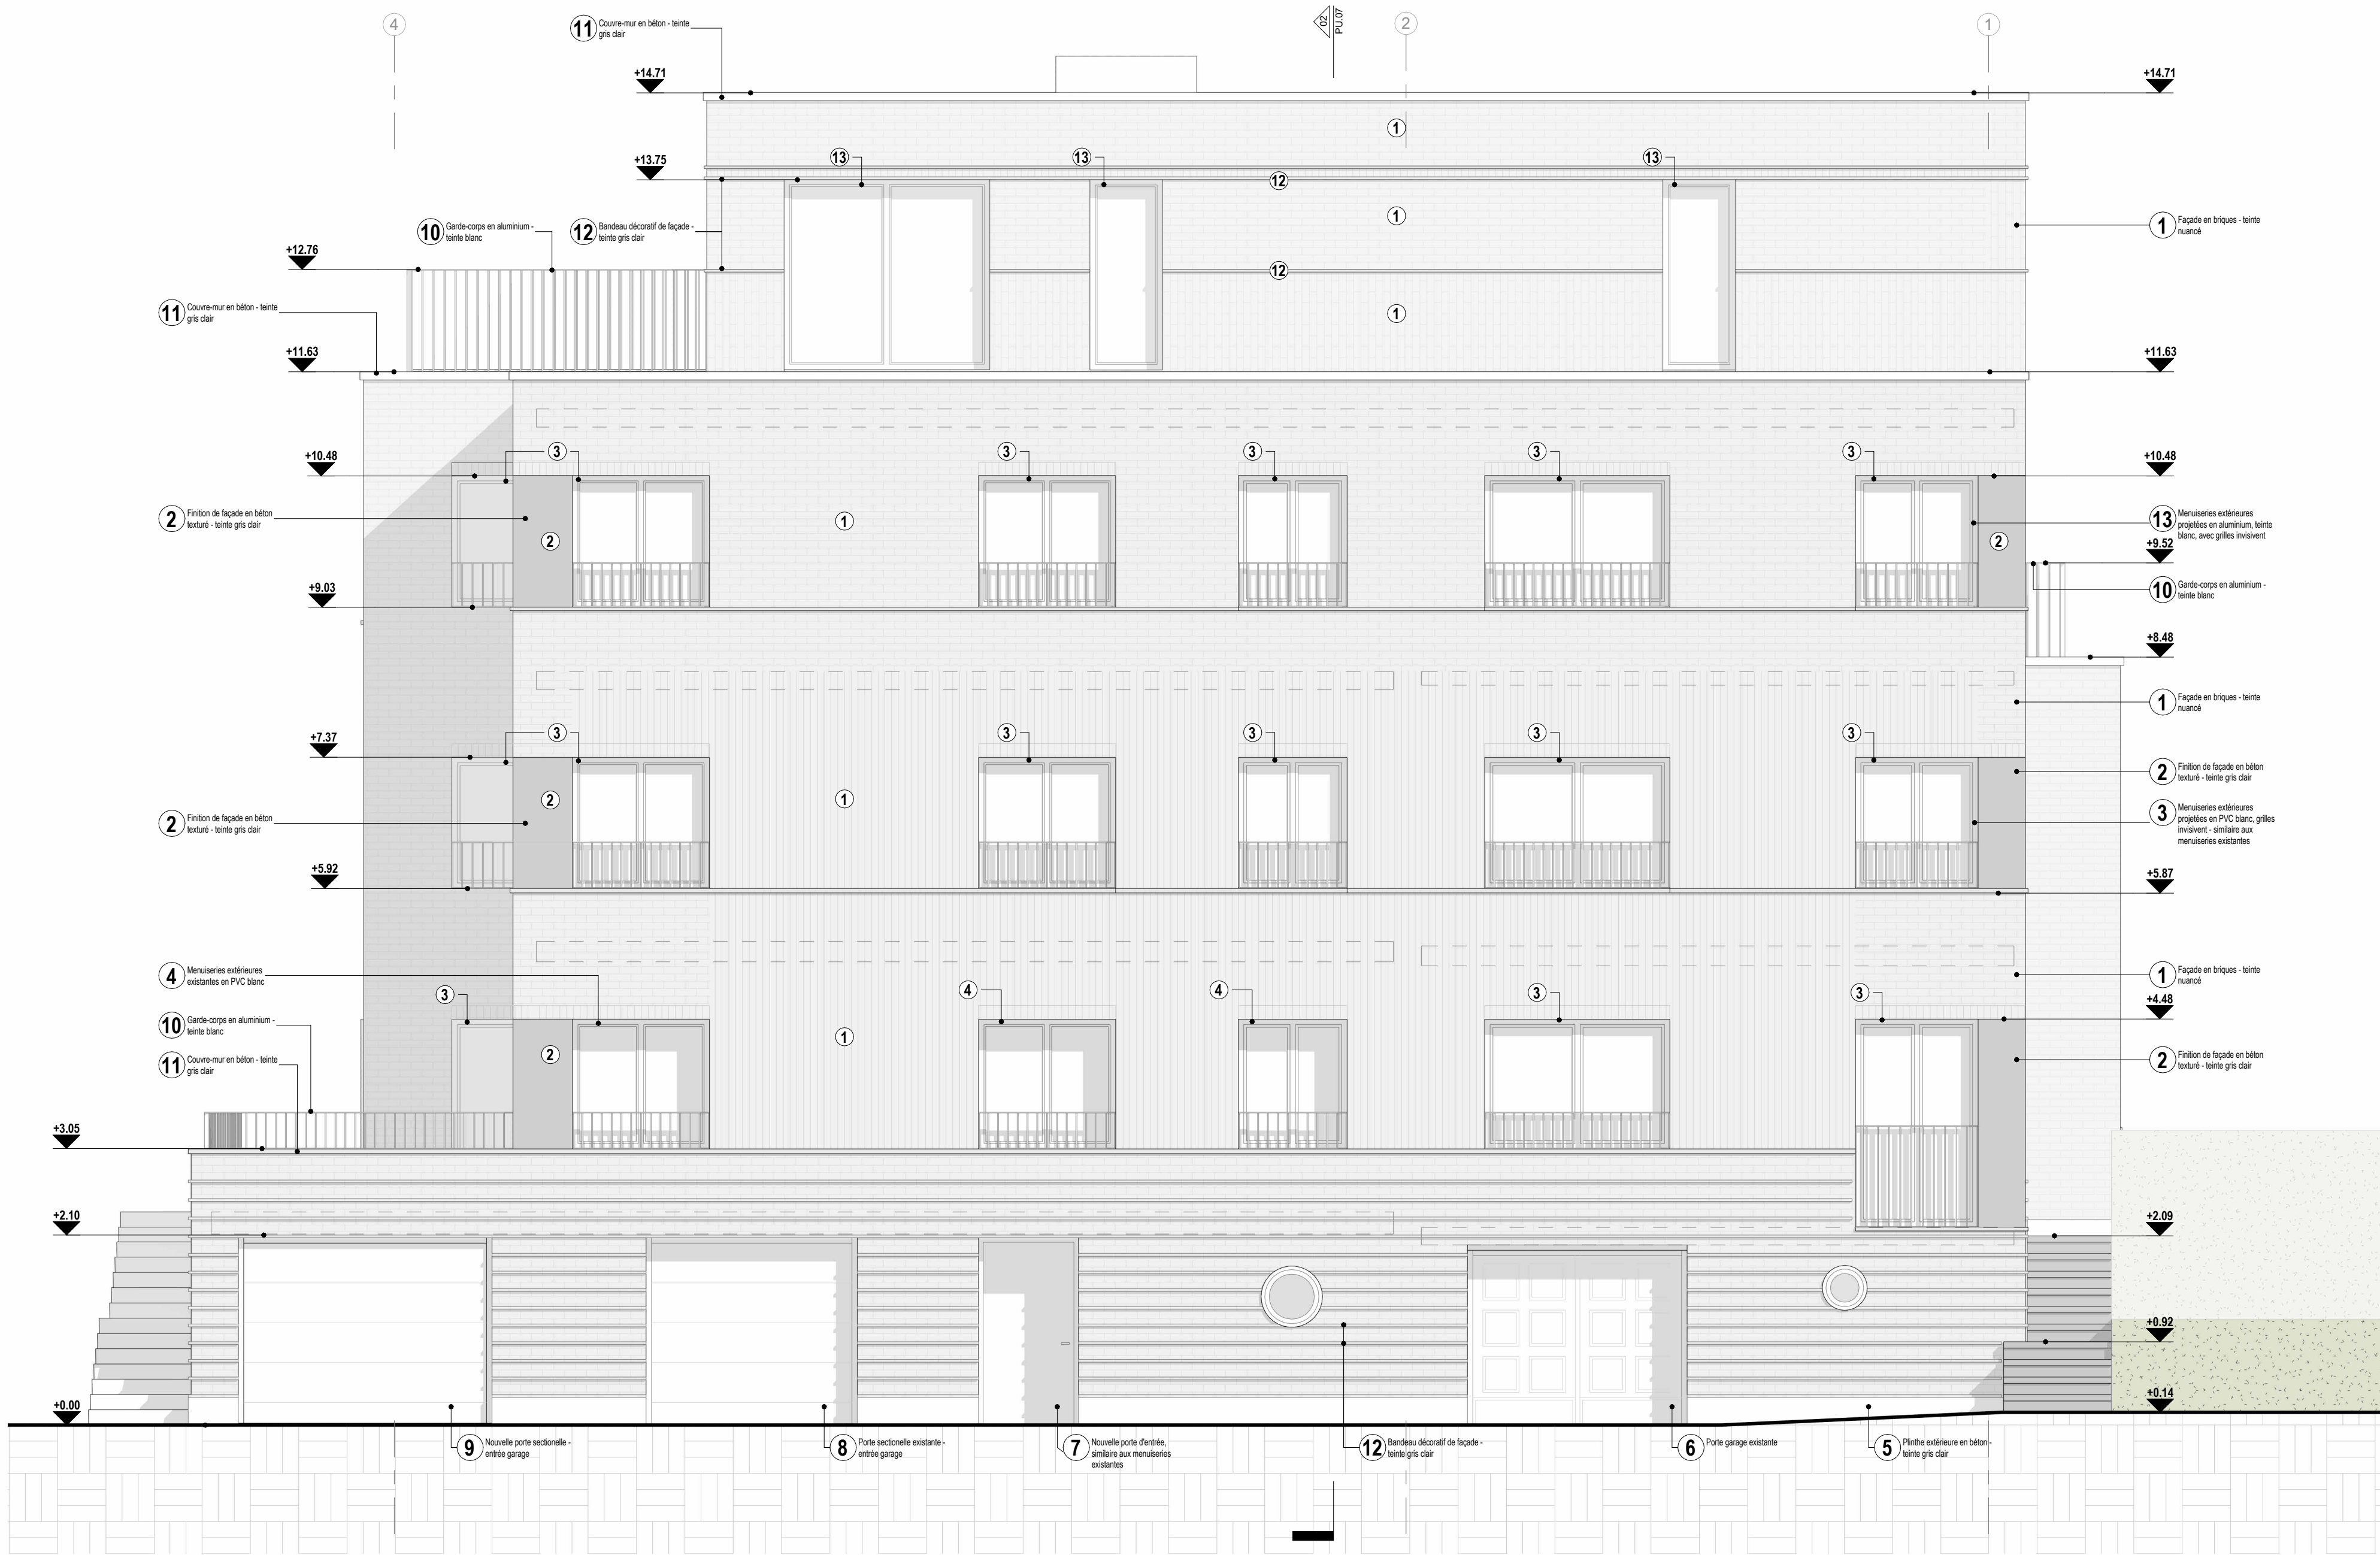 4
11 Couvre-mur en béton - teinte
gris clair
02
PU.07
2
1
+14.71
+14.71
1
+13.75
13
13
13
12
10 Garde-corps en aluminium -
teinte blanc
12 Bandeau décoratif de façade -
teinte gris clair
1
1 Façade en briques - teinte
nuancé
+12.76
12
11 Couvre-mur en béton - teinte
gris clair
1
+11.63
+11.63
3
3
3
3
3
+10.48
+10.48
2 Finition de façade en béton
texturé - teinte gris clair
2
1
2
13 Menuiseries extérieures
projetées en aluminium, teinte
blanc, avec grilles invisivent
+9.52
+9.03
10 Garde-corps en aluminium -
teinte blanc
+8.48
1 Façade en briques - teinte
nuancé
3
3
3
3
3
+7.37
2 Finition de façade en béton
texturé - teinte gris clair
2
1
3 Menuiseries extérieures
projetées en PVC blanc, grilles
invisivent - similaire aux
menuiseries existantes
2 Finition de façade en béton
texturé - teinte gris clair
+5.92
+5.87
4 Menuiseries extérieures
existantes en PVC blanc
1 Façade en briques - teinte
nuancé
3
4
4
3
3
+4.48
10 Garde-corps en aluminium -
teinte blanc
1
2
11 Couvre-mur en béton - teinte
gris clair
2 Finition de façade en béton
texturé - teinte gris clair
+3.05
+2.10
+2.09
+0.92
+0.00
+0.14
9 Nouvelle porte sectionelle -
entrée garage
8 Porte sectionelle existante -
entrée garage
7 Nouvelle porte d'entrée,
similaire aux menuiseries
existantes
12 Bandeau décoratif de façade -
teinte gris clair
6 Porte garage existante
5 Plinthe extérieure en béton -
teinte gris clair